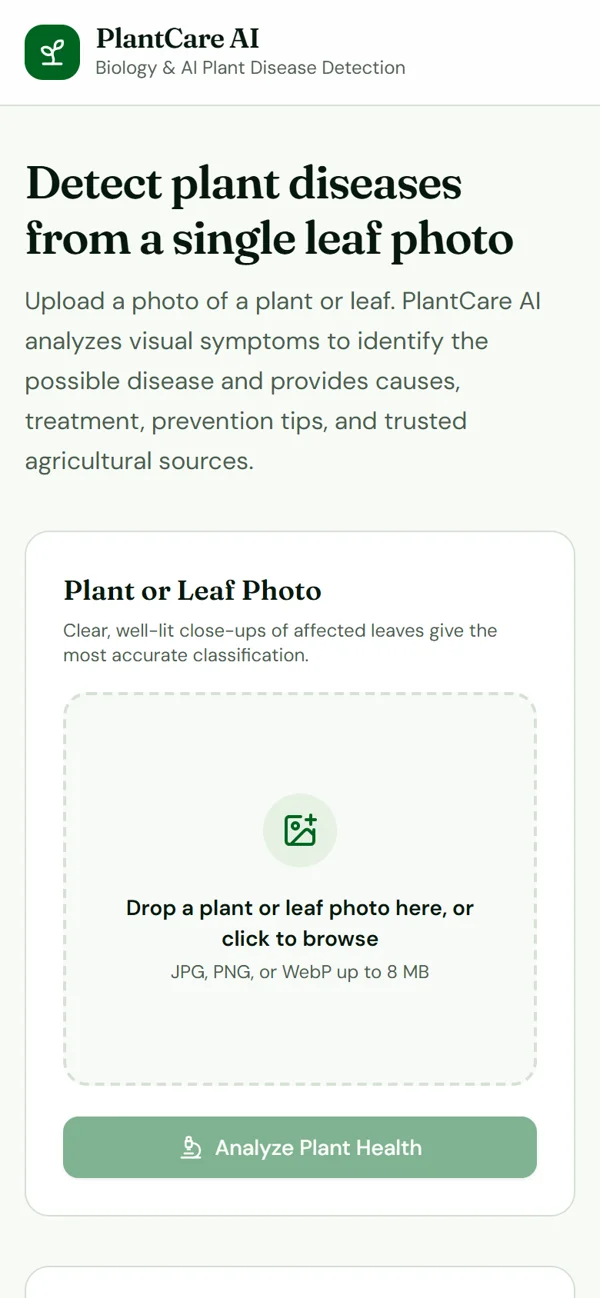 PlantCare AI
Biology & AI Plant Disease Detection
Detect plant diseases
from a single leaf photo
Upload a photo of a plant or leaf. PlantCare AI
analyzes visual symptoms to identify the
possible disease and provides causes,
treatment, prevention tips, and trusted
agricultural sources.
Plant or Leaf Photo
Clear, well-lit close-ups of affected leaves give the
most accurate classification.
Drop a plant or leaf photo here, or
click to browse
JPG, PNG, or WebP up to 8 MB
Analyze Plant Health